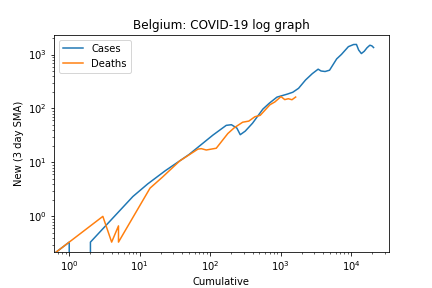 Belgium: COVID-19 log graph
Cases
Deaths
New (3 day SMA)
10³
10²
10¹
10⁰
10⁰ 10¹ 10² 10³ 10⁴
Cumulative